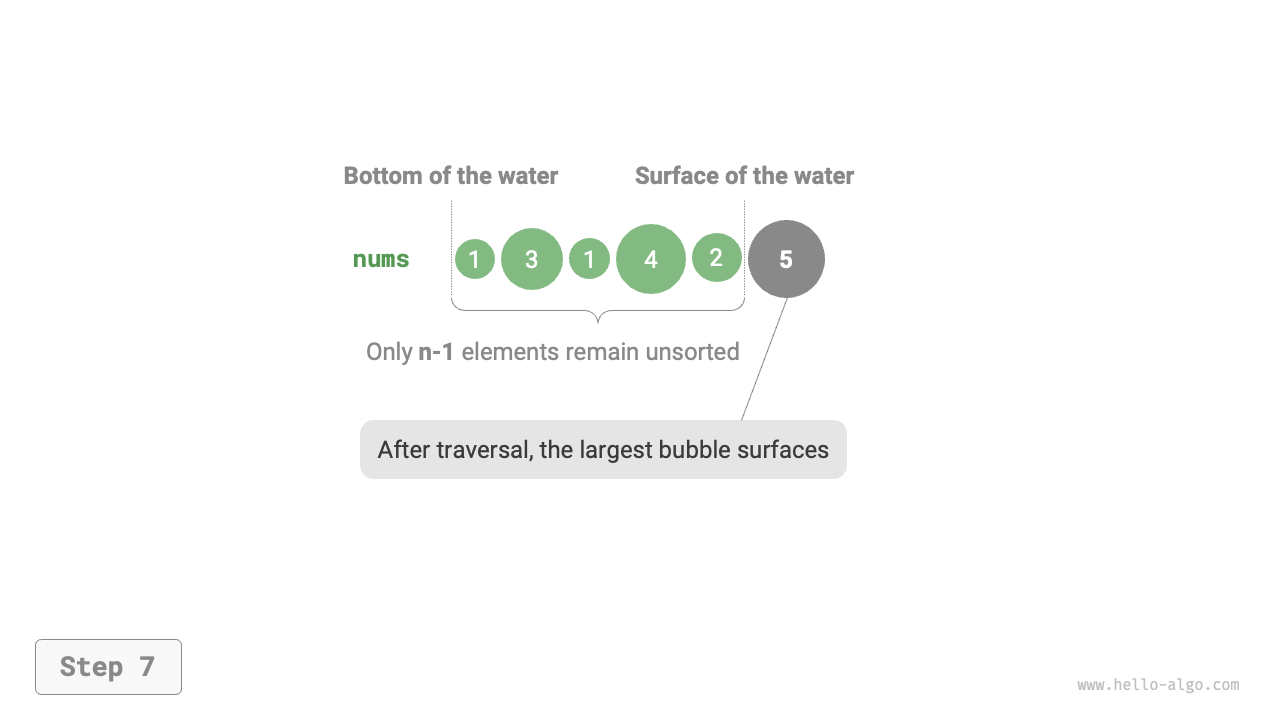 Bottom of the water Surface of the water
nums 1 3 1 4 2 5
Only n-1 elements remain unsorted
After traversal, the largest bubble surfaces
Step 7
www.hello-algo.com